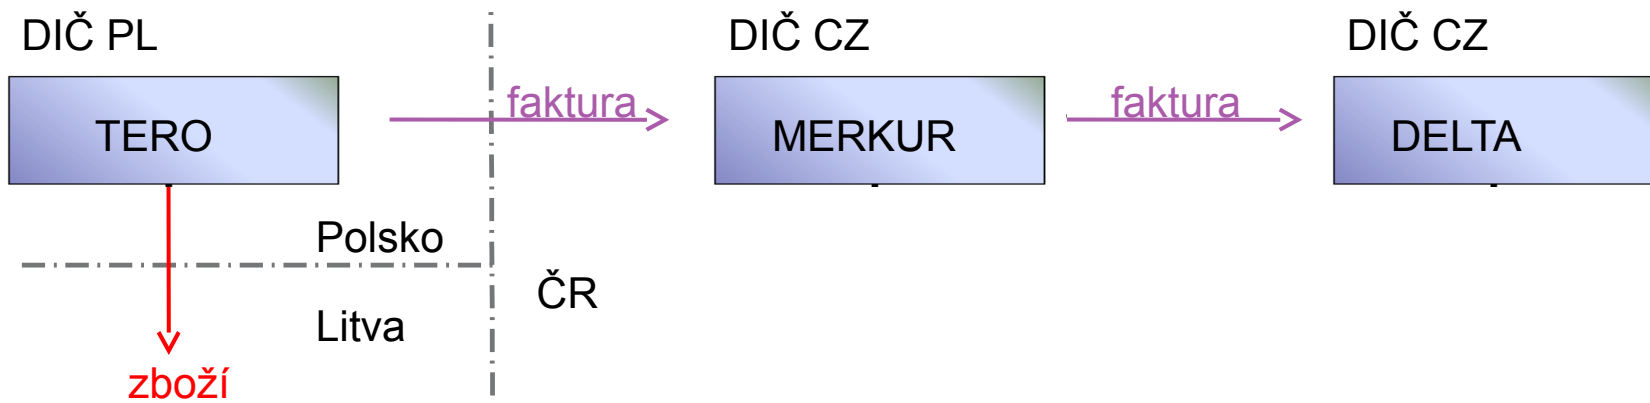 DIČ PL
DIČ CZ
DIČ CZ
faktura
faktura
TERO
MERKUR
DELTA
Polsko
ČR
Litva
zboží